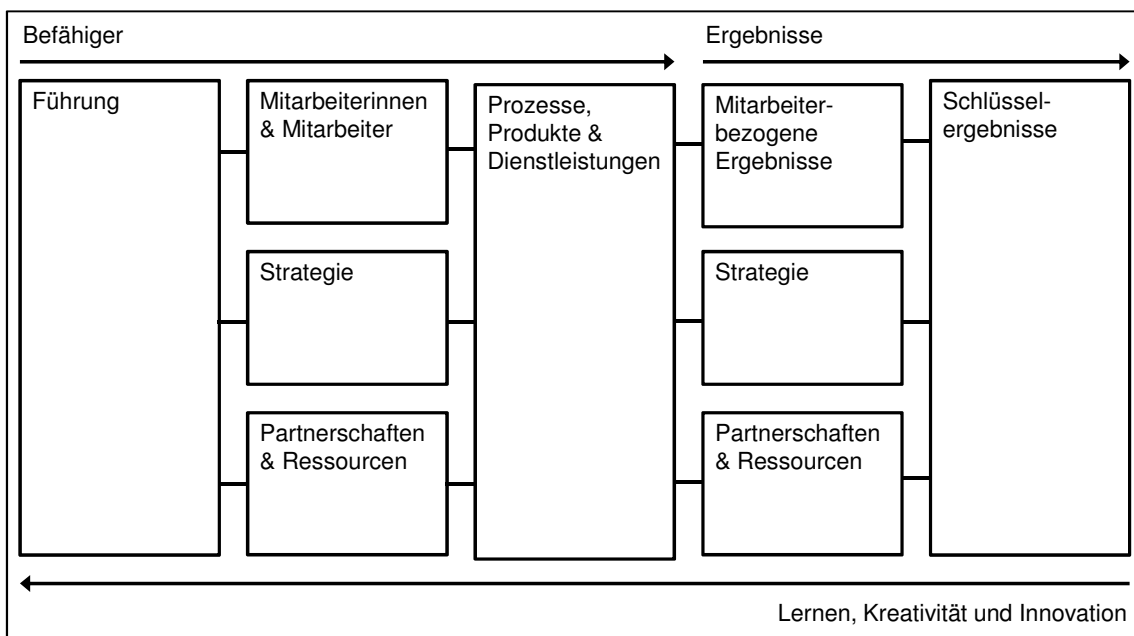 Befähiger
Ergebnisse
Führung
Mitarbeiterinnen
& Mitarbeiter
Prozesse,
Produkte &
Dienstleistungen
Mitarbeiter-
bezogene
Ergebnisse
Schlüssel-
ergebnisse
Strategie
Strategie
Partnerschaften
& Ressourcen
Partnerschaften
& Ressourcen
Lernen, Kreativität und Innovation